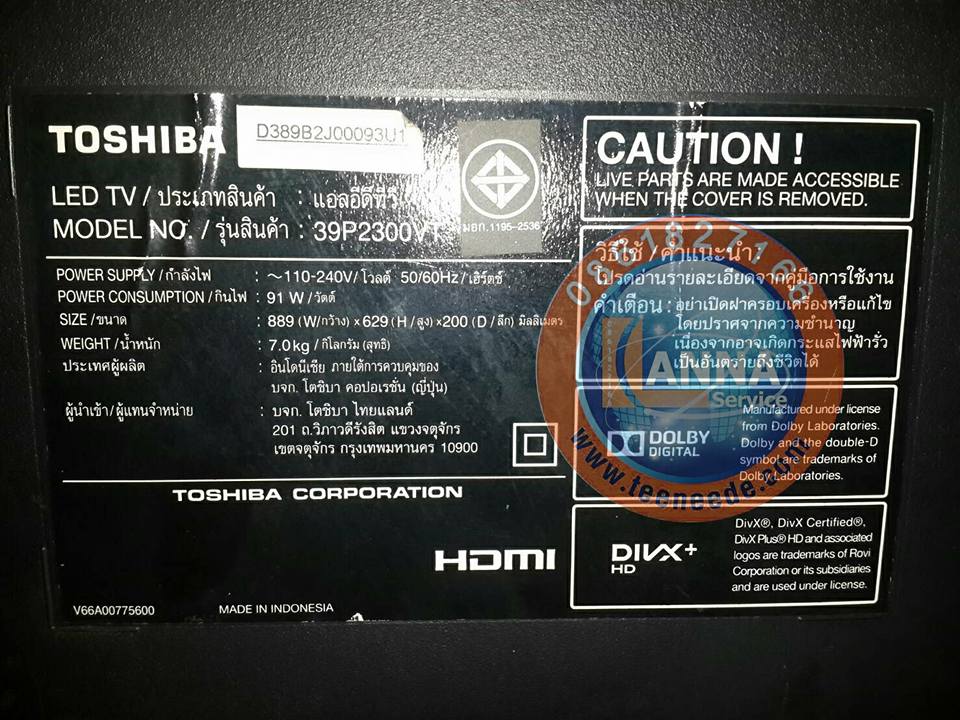 TOSHIBA
D389B2J00093U1
LED TV / ประเภทสินค้า : แอลอีดีทีวี
MODEL NO. / รุ่นสินค้า : 39P2300VT
มอก.1195-2536
POWER SUPPLY / กำลังไฟ : ~110-240V / โวลต์ 50/60Hz / เฮิร์ตซ์
POWER CONSUMPTION / กินไฟ : 91 W / วัตต์
SIZE / ขนาด : 889 (W/กว้าง) x 629 (H / สูง) x 200 (D / ลึก) มิลลิเมตร
WEIGHT / น้ำหนัก : 7.0kg / กิโลกรัม (สุทธิ)
ประเทศผู้ผลิต : อินโดนีเซีย ภายใต้การควบคุมของ
บจก. โตชิบา คอปอเรชั่น (ญี่ปุ่น)
ผู้นำเข้า/ผู้แทนจำหน่าย : บจก. โตชิบา ไทยแลนด์
201 ถ.วิภาวดีรังสิต แขวงจตุจักร
เขตจตุจักร กรุงเทพมหานคร 10900
TOSHIBA CORPORATION
HDMI
V66A00775600 MADE IN INDONESIA
CAUTION !
LIVE PARTS ARE MADE ACCESSIBLE
WHEN THE COVER IS REMOVED.
วิธีใช้ / คำแนะนำ :
โปรดอ่านรายละเอียดจากคู่มือการใช้งาน
คำเตือน : อย่าเปิดฝาครอบเครื่องหรือแก้ไข
โดยปราศจากความชำนาญ
เนื่องจากอาจเกิดกระแสไฟฟ้ารั่ว
เป็นอันตรายถึงชีวิตได้
ANNA
Service
www.teeneede.com
DOLBY
DIGITAL
Manufactured under license
from Dolby Laboratories.
Dolby and the double-D
symbol are trademarks of
Dolby Laboratories.
DIVX+
HD
DivX®, DivX Certified®,
DivX Plus® HD and associated
logos are trademarks of Rovi
Corporation or its subsidiaries
and are used under license.